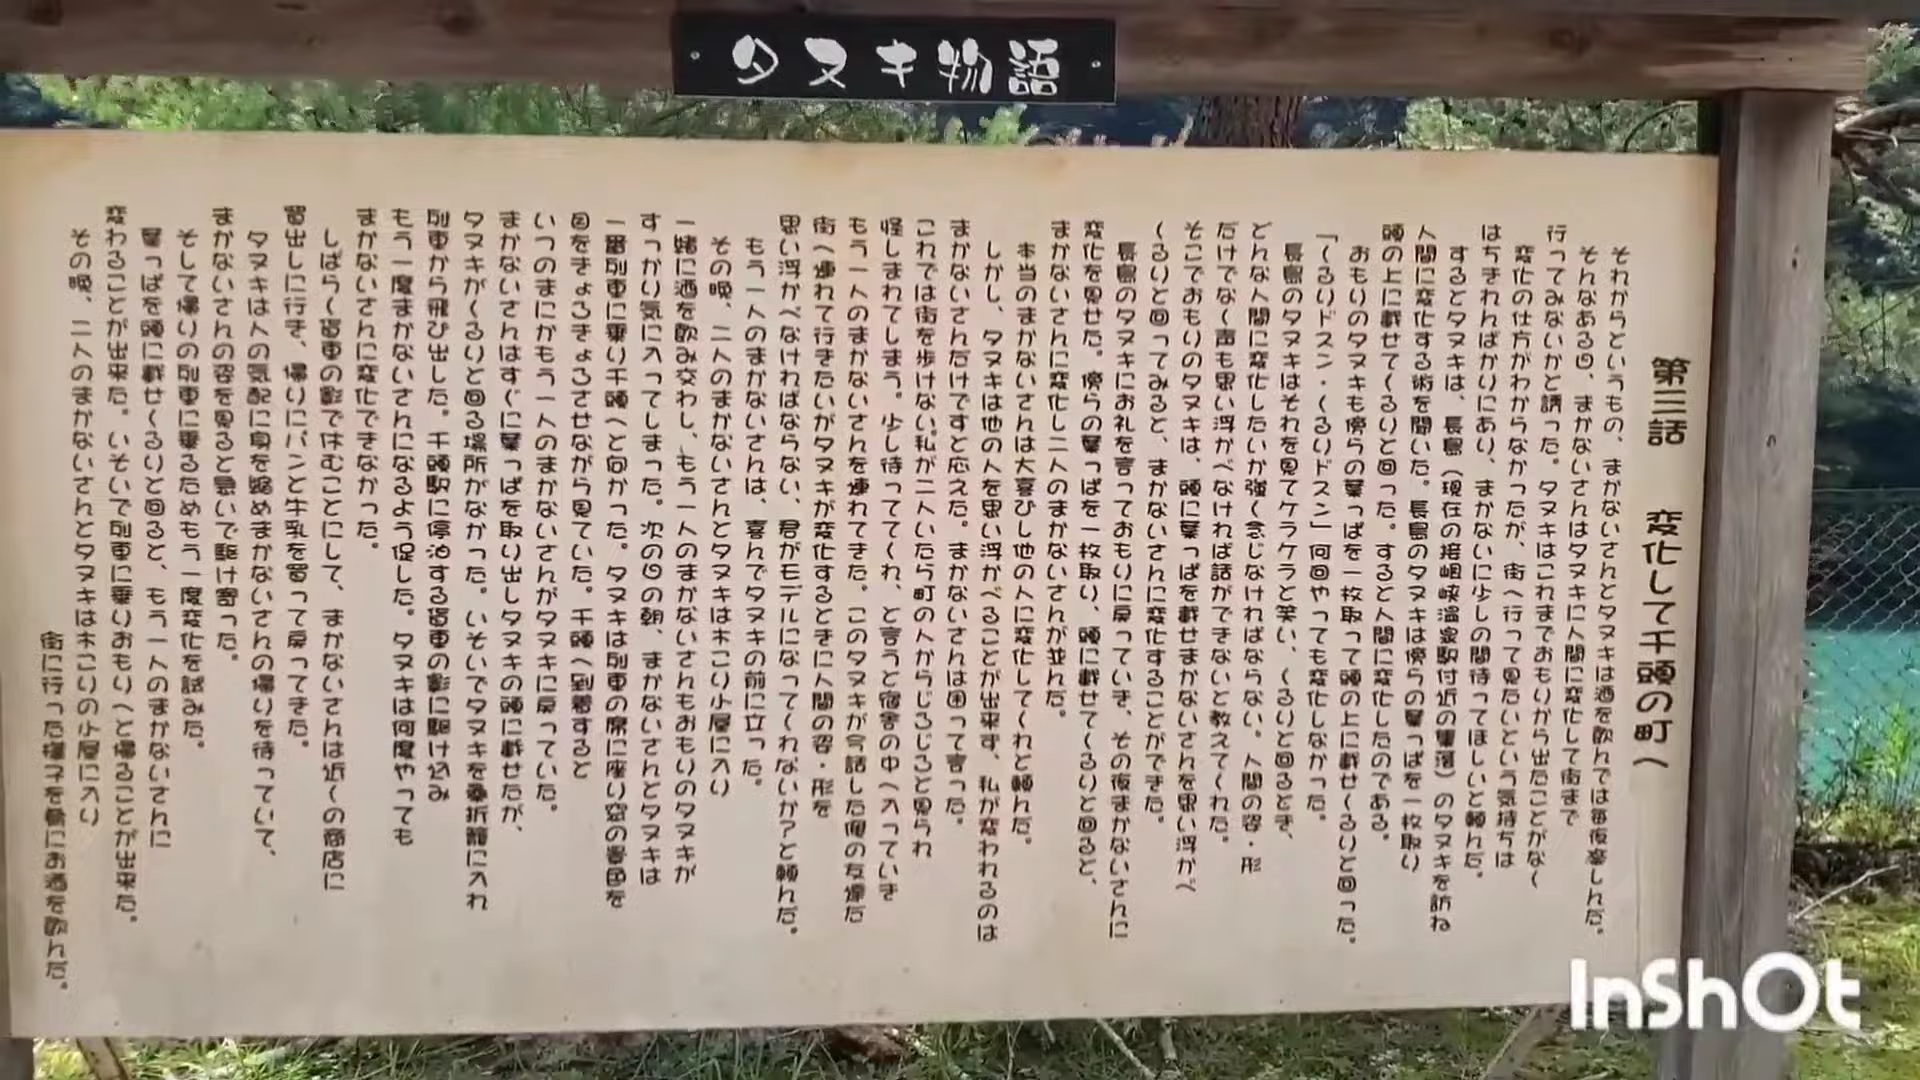 タヌキ物語
第三話 変化して千頭の町へ
それからというもの、まかないさんとタヌキは酒を飲んでは毎夜楽しんだ。
そんなある日、まかないさんはタヌキに人間に変化して街まで
行ってみないかと誘った。タヌキはこれまでおもりから出たことがなく
変化の仕方がわからなかったが、街へ行って見たいという気持ちは
はちきれんばかりにあり、まかないに少しの間待ってほしいと頼んだ。
するとタヌキは、長島（現在の接岨峡温泉駅付近の集落）のタヌキを訪ね
人間に変化する術を聞いた。長島のタヌキは傍らの葉っぱを一枚取り
頭の上に載せてくるりと回った。すると人間に変化したのである。
おもりのタヌキも傍らの葉っぱを一枚取って頭の上に載せくるりと回った。
「くるりドスン・くるりドスン」何回やっても変化しなかった。
長島のタヌキはそれを見てケラケラと笑い、くるりと回るとき、
どんな人間に変化したいか強く念じなければならない。人間の姿・形
だけでなく声も思い浮かべなければ話ができないと教えてくれた。
そこでおもりのタヌキは、頭に葉っぱを載せまかないさんを思い浮かべ
くるりと回ってみると、まかないさんに変化することができた。
長島のタヌキにお礼を言っておもりに戻っていき、その夜まかないさんに
変化を見せた。傍らの葉っぱを一枚取り、頭に載せてくるりと回ると、
まかないさんに変化し二人のまかないさんが並んだ。
本当のまかないさんは大喜びし他の人に変化してくれと頼んだ。
しかし、タヌキは他の人を思い浮かべることが出来ず、私が変われるのは
まかないさんだけですと応えた。まかないさんは困って言った。
これでは街を歩けない私が二人いたら町の人からじろじろと見られ
怪しまれてしまう。少し待っててくれ、と言うと宿舎の中へ入っていき
もう一人のまかないさんを連れてきた。このタヌキが今話した俺の友達だ
街へ連れて行きたいがタヌキが変化するときに人間の姿・形を
思い浮かべなければならない、君がモデルになってくれないか？と頼んだ。
もう一人のまかないさんは、喜んでタヌキの前に立った。
その晩、二人のまかないさんとタヌキは木こり小屋に入り
一緒に酒を飲み交わし、もう一人のまかないさんもおもりのタヌキが
すっかり気に入ってしまった。次の日の朝、まかないさんとタヌキは
一番列車に乗り千頭へと向かった。タヌキは列車の席に座り窓の景色を
目をきょろきょろさせながら見ていた。千頭へ到着すると
いつのまにかもう一人のまかないさんがタヌキに戻っていた。
まかないさんはすぐに葉っぱを取り出しタヌキの頭に載せたが、
タヌキがくるりと回る場所がなかった。いそいでタヌキを乗折籠に入れ
列車から飛び出した。千頭駅に停泊する貨車の影に駆け込み
もう一度まかないさんになるよう促した。タヌキは何度やっても
まかないさんに変化できなかった。
しばらく貨車の影で休むことにして、まかないさんは近くの商店に
買出しに行き、帰りにパンと牛乳を買って戻ってきた。
タヌキは人の気配に身を縮めまかないさんの帰りを待っていて、
まかないさんの姿を見ると急いで駆け寄った。
そして帰りの列車に乗るためもう一度変化を試みた。
葉っぱを頭に載せくるりと回ると、もう一人のまかないさんに
変わることが出来た。いそいで列車に乗りおもりへと帰ることが出来た。
その晩、二人のまかないさんとタヌキは木こりの小屋に入り
街に行った様子を肴にお酒を飲んだ。
InShOt